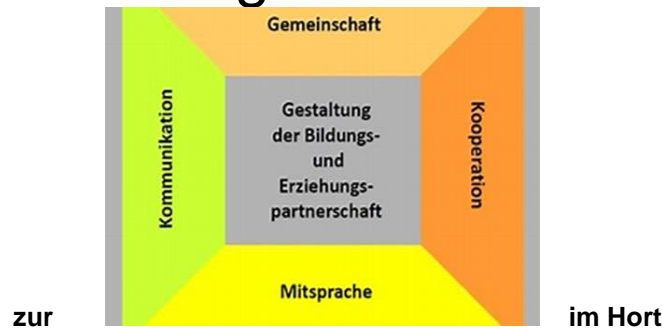 g
Gemeinschaft
Kommunikation
Gestaltung
der Bildungs-
und
Erziehungs-
partnerschaft
Kooperation
Mitsprache
zur
im Hort